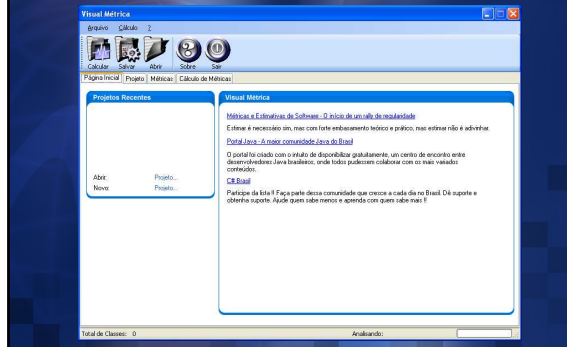 Visual Métrica
Arquivo Cálculo ?
Calcular Salvar Abrir Sobre Sair
Página Inicial Projeto Métricas Cálculo de Métricas
Projetos Recentes
Abrir: Projeto...
Novo: Projeto...
Visual Métrica
Métricas e Estimativas de Software - O início de um rally de regularidade
Estimar é necessário sim, mas com forte embasamento teórico e prático, mas estimar não é adivinhar.
Portal Java - A maior comunidade Java do Brasil
O portal foi criado com o intuito de disponibilizar gratuitamente, um centro de encontro entre
desenvolvedores Java brasileiros, onde todos pudessem colaborar com os mais variados
conteúdos.
C# Brasil
Participe da lista !! Faça parte dessa comunidade que cresce a cada dia no Brasil. Dê suporte e
obtenha suporte. Ajude quem sabe menos e aprenda com quem sabe mais !!
Total de Classes: 0
Analisando: